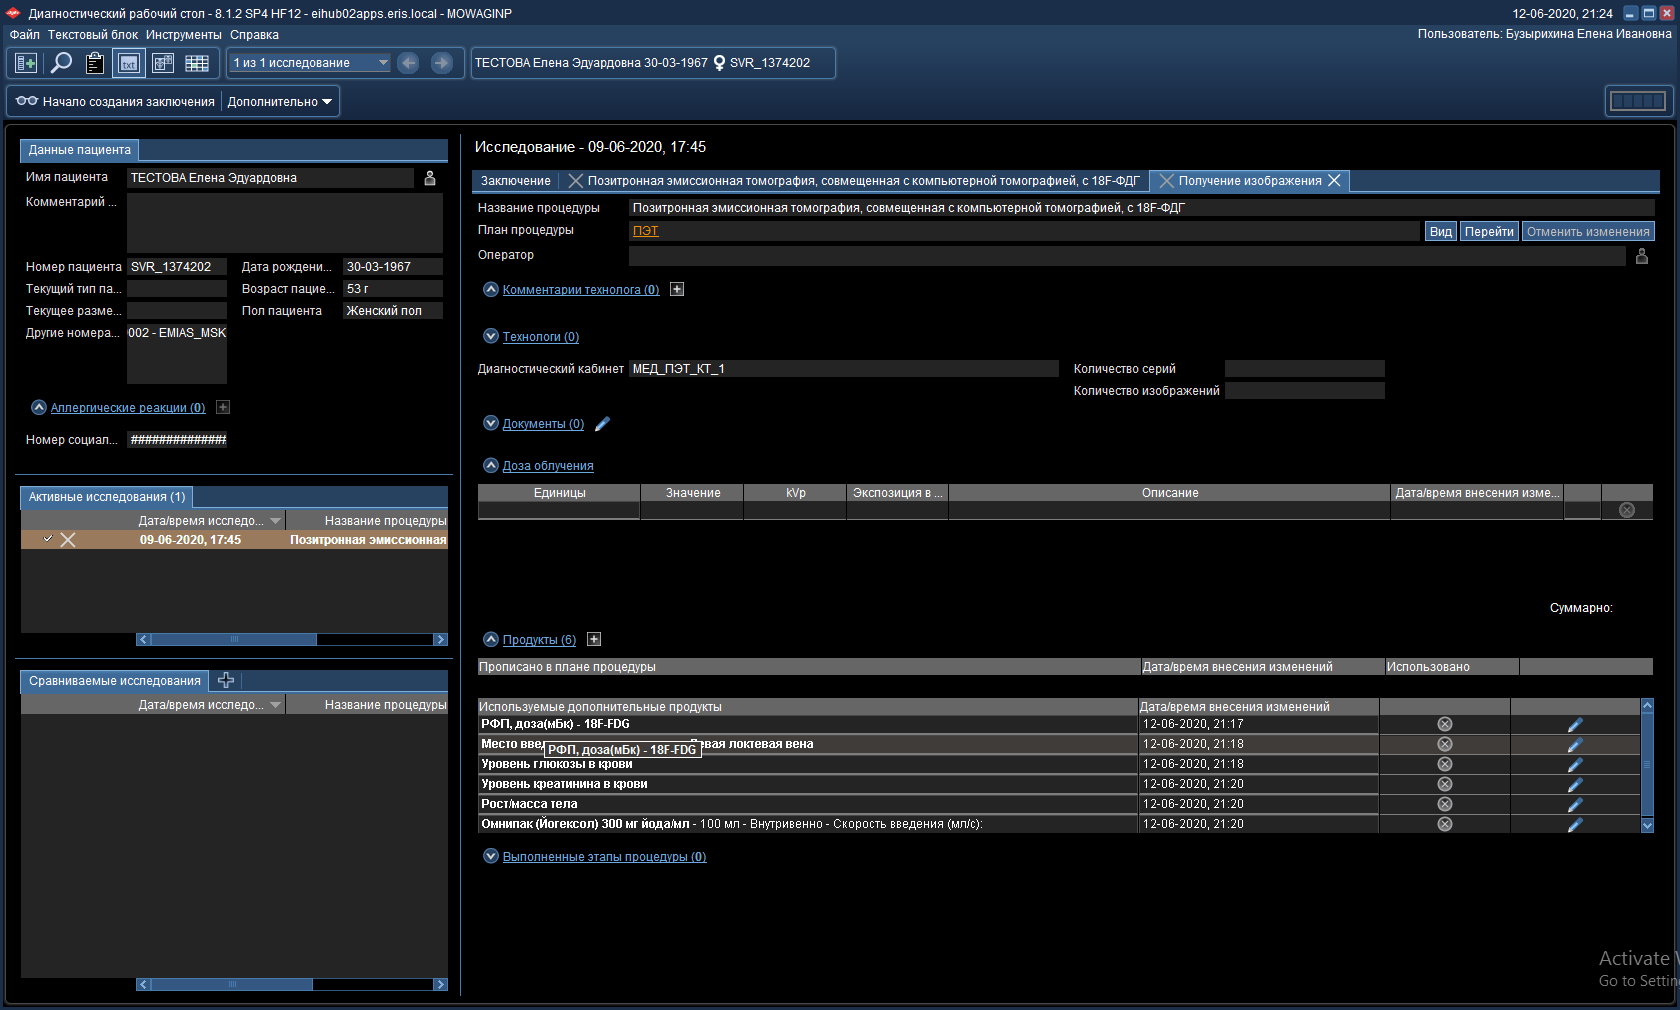 Диагностический рабочий стол - 8.1.2 SP4 HF12 - eihub02apps.eris.local - MOWAGINP
12-06-2020, 21:24
Файл Текстовый блок Инструменты Справка
Пользователь: Бузырихина Елена Ивановна
txt
1 из 1 исследование
ТЕСТОВА Елена Эдуардовна 30-03-1967 ♀ SVR_1374202
Начало создания заключения
Дополнительно
Данные пациента
Имя пациента ТЕСТОВА Елена Эдуардовна
Комментарий ...
Номер пациента SVR_1374202 Дата рождени... 30-03-1967
Текущий тип па... Возраст пацие... 53 г
Текущее разме... Пол пациента Женский пол
Другие номера... 002 - EMIAS_MSK
Аллергические реакции (0)
Номер социал... ##############
Активные исследования (1)
Дата/время исследо... Название процедуры
09-06-2020, 17:45 Позитронная эмиссионная
Сравниваемые исследования
Дата/время исследо... Название процедуры
Исследование - 09-06-2020, 17:45
Заключение
Позитронная эмиссионная томография, совмещенная с компьютерной томографией, с 18F-ФДГ
Получение изображения
Название процедуры Позитронная эмиссионная томография, совмещенная с компьютерной томографией, с 18F-ФДГ
План процедуры ПЭТ Вид Перейти Отменить изменения
Оператор
Комментарии технолога (0)
Технологи (0)
Диагностический кабинет МЕД_ПЭТ_КТ_1 Количество серий
Количество изображений
Документы (0)
Доза облучения
Единицы Значение kVp Экспозиция в ... Описание Дата/время внесения изме...
Суммарно:
Продукты (6)
Прописано в плане процедуры Дата/время внесения изменений Использовано
Используемые дополнительные продукты Дата/время внесения изменений
РФП, доза(мБк) - 18F-FDG 12-06-2020, 21:17
Место РФП, доза(мБк) - 18F-FDG локтевая вена 12-06-2020, 21:18
Уровень глюкозы в крови 12-06-2020, 21:18
Уровень креатинина в крови 12-06-2020, 21:20
Рост/масса тела 12-06-2020, 21:20
Омнипак (Йогексол) 300 мг йода/мл - 100 мл - Внутривенно - Скорость введения (мл/с): 12-06-2020, 21:20
Выполненные этапы процедуры (0)
Activate
Go to